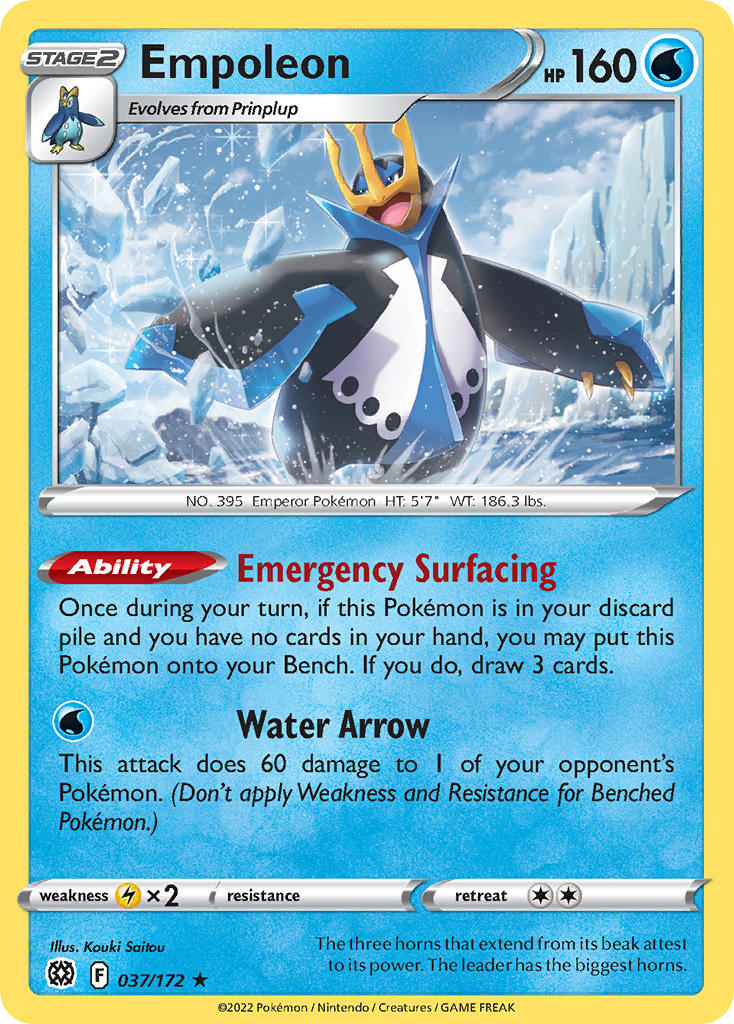 STAGE 2
Empoleon
HP 160
Evolves from Prinplup
NO. 395 Emperor Pokémon HT: 5'7" WT: 186.3 lbs.
Ability Emergency Surfacing
Once during your turn, if this Pokémon is in your discard
pile and you have no cards in your hand, you may put this
Pokémon onto your Bench. If you do, draw 3 cards.
Water Arrow
This attack does 60 damage to 1 of your opponent's
Pokémon. (Don't apply Weakness and Resistance for Benched
Pokémon.)
weakness ×2 resistance retreat
Illus. Kouki Saitou
The three horns that extend from its beak attest
to its power. The leader has the biggest horns.
F 037/172 ★
©2022 Pokémon / Nintendo / Creatures / GAME FREAK